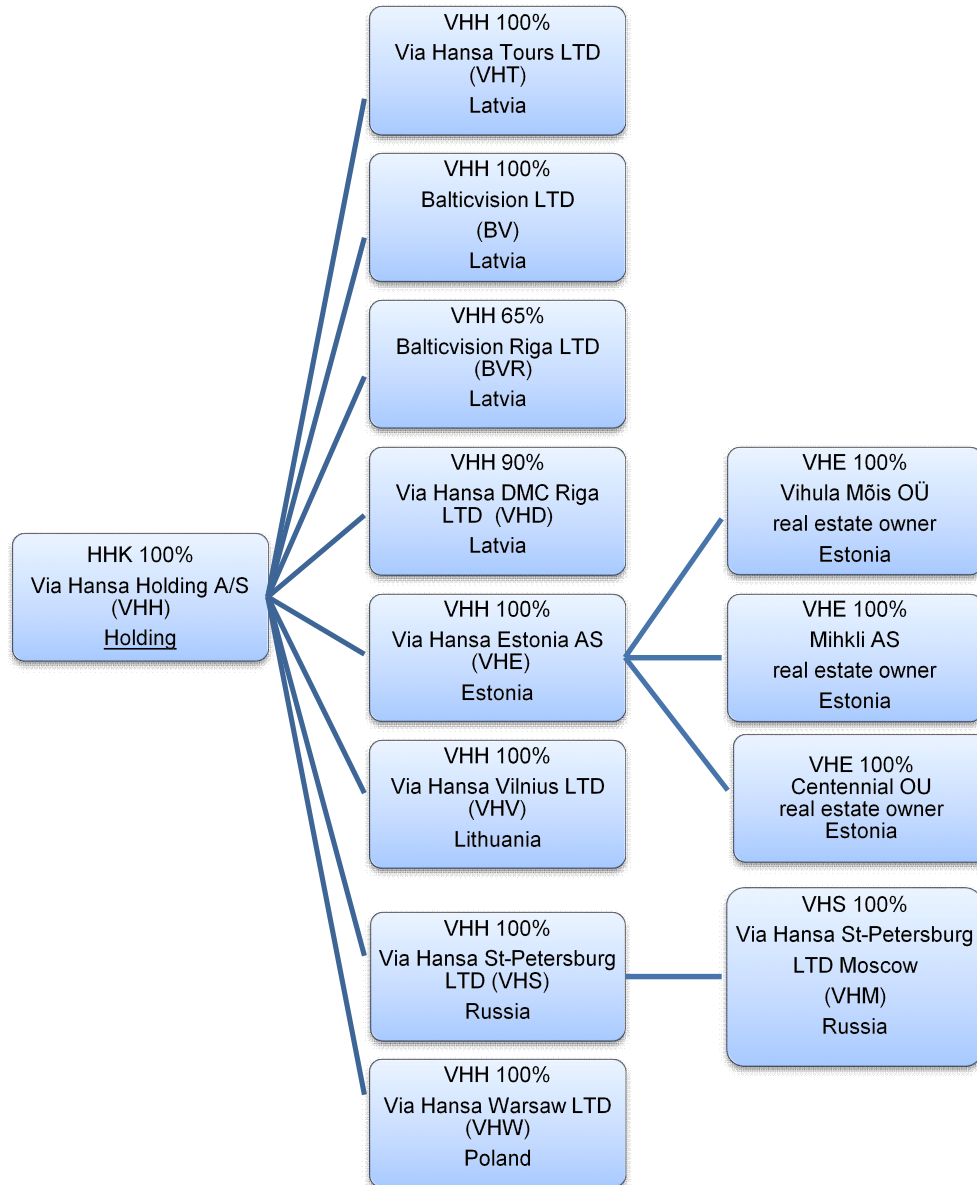 HHK 100%
Via Hansa Holding A/S
(VHH)
Holding
VHH 100%
Via Hansa Tours LTD
(VHT)
Latvia
VHH 100%
Balticvision LTD
(BV)
Latvia
VHH 65%
Balticvision Riga LTD
(BVR)
Latvia
VHH 90%
Via Hansa DMC Riga
LTD (VHD)
Latvia
VHH 100%
Via Hansa Estonia AS
(VHE)
Estonia
VHH 100%
Via Hansa Vilnius LTD
(VHV)
Lithuania
VHH 100%
Via Hansa St-Petersburg
LTD (VHS)
Russia
VHH 100%
Via Hansa Warsaw LTD
(VHW)
Poland
VHE 100%
Vihula Mõis OÜ
real estate owner
Estonia
VHE 100%
Mihkli AS
real estate owner
Estonia
VHE 100%
Centennial OU
real estate owner
Estonia
VHS 100%
Via Hansa St-Petersburg
LTD Moscow
(VHM)
Russia